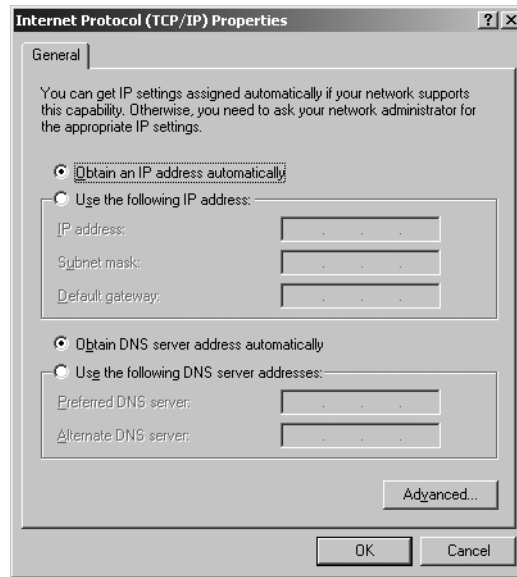 Internet Protocol (TCP/IP) Properties
General
You can get IP settings assigned automatically if your network supports
this capability. Otherwise, you need to ask your network administrator for
the appropriate IP settings.
Obtain an IP address automatically
Use the following IP address:
IP address:
Subnet mask:
Default gateway:
Obtain DNS server address automatically
Use the following DNS server addresses:
Preferred DNS server:
Alternate DNS server:
Advanced...
OK Cancel